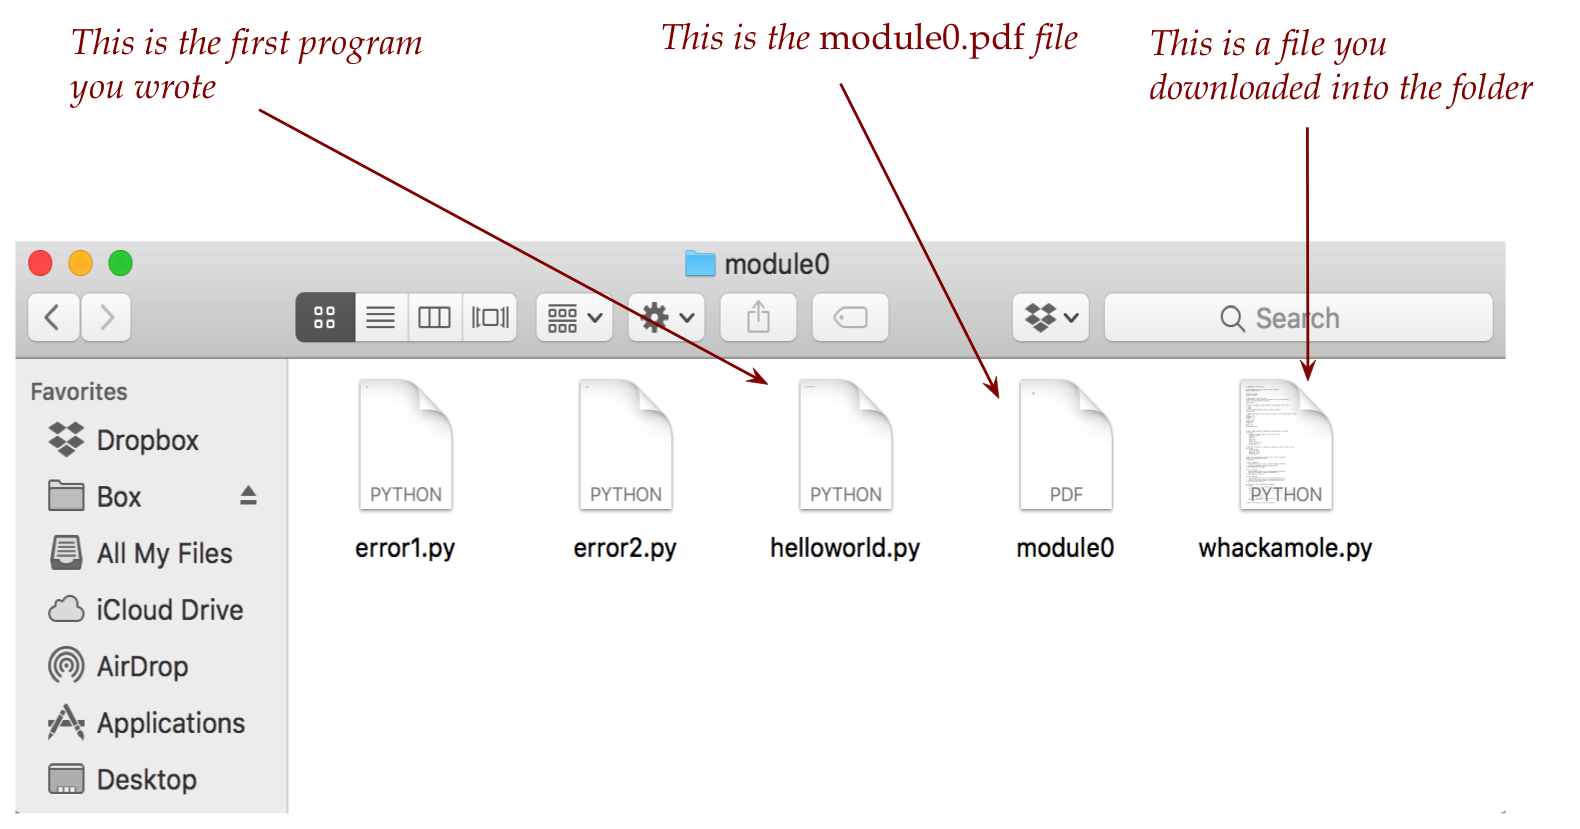 This is the first program
you wrote
This is the module0.pdf file
This is a file you
downloaded into the folder
module0
Search
Favorites
Dropbox
Box
All My Files
iCloud Drive
AirDrop
Applications
Desktop
PYTHON
PYTHON
PYTHON
PDF
PYTHON
error1.py
error2.py
helloworld.py
module0
whackamole.py